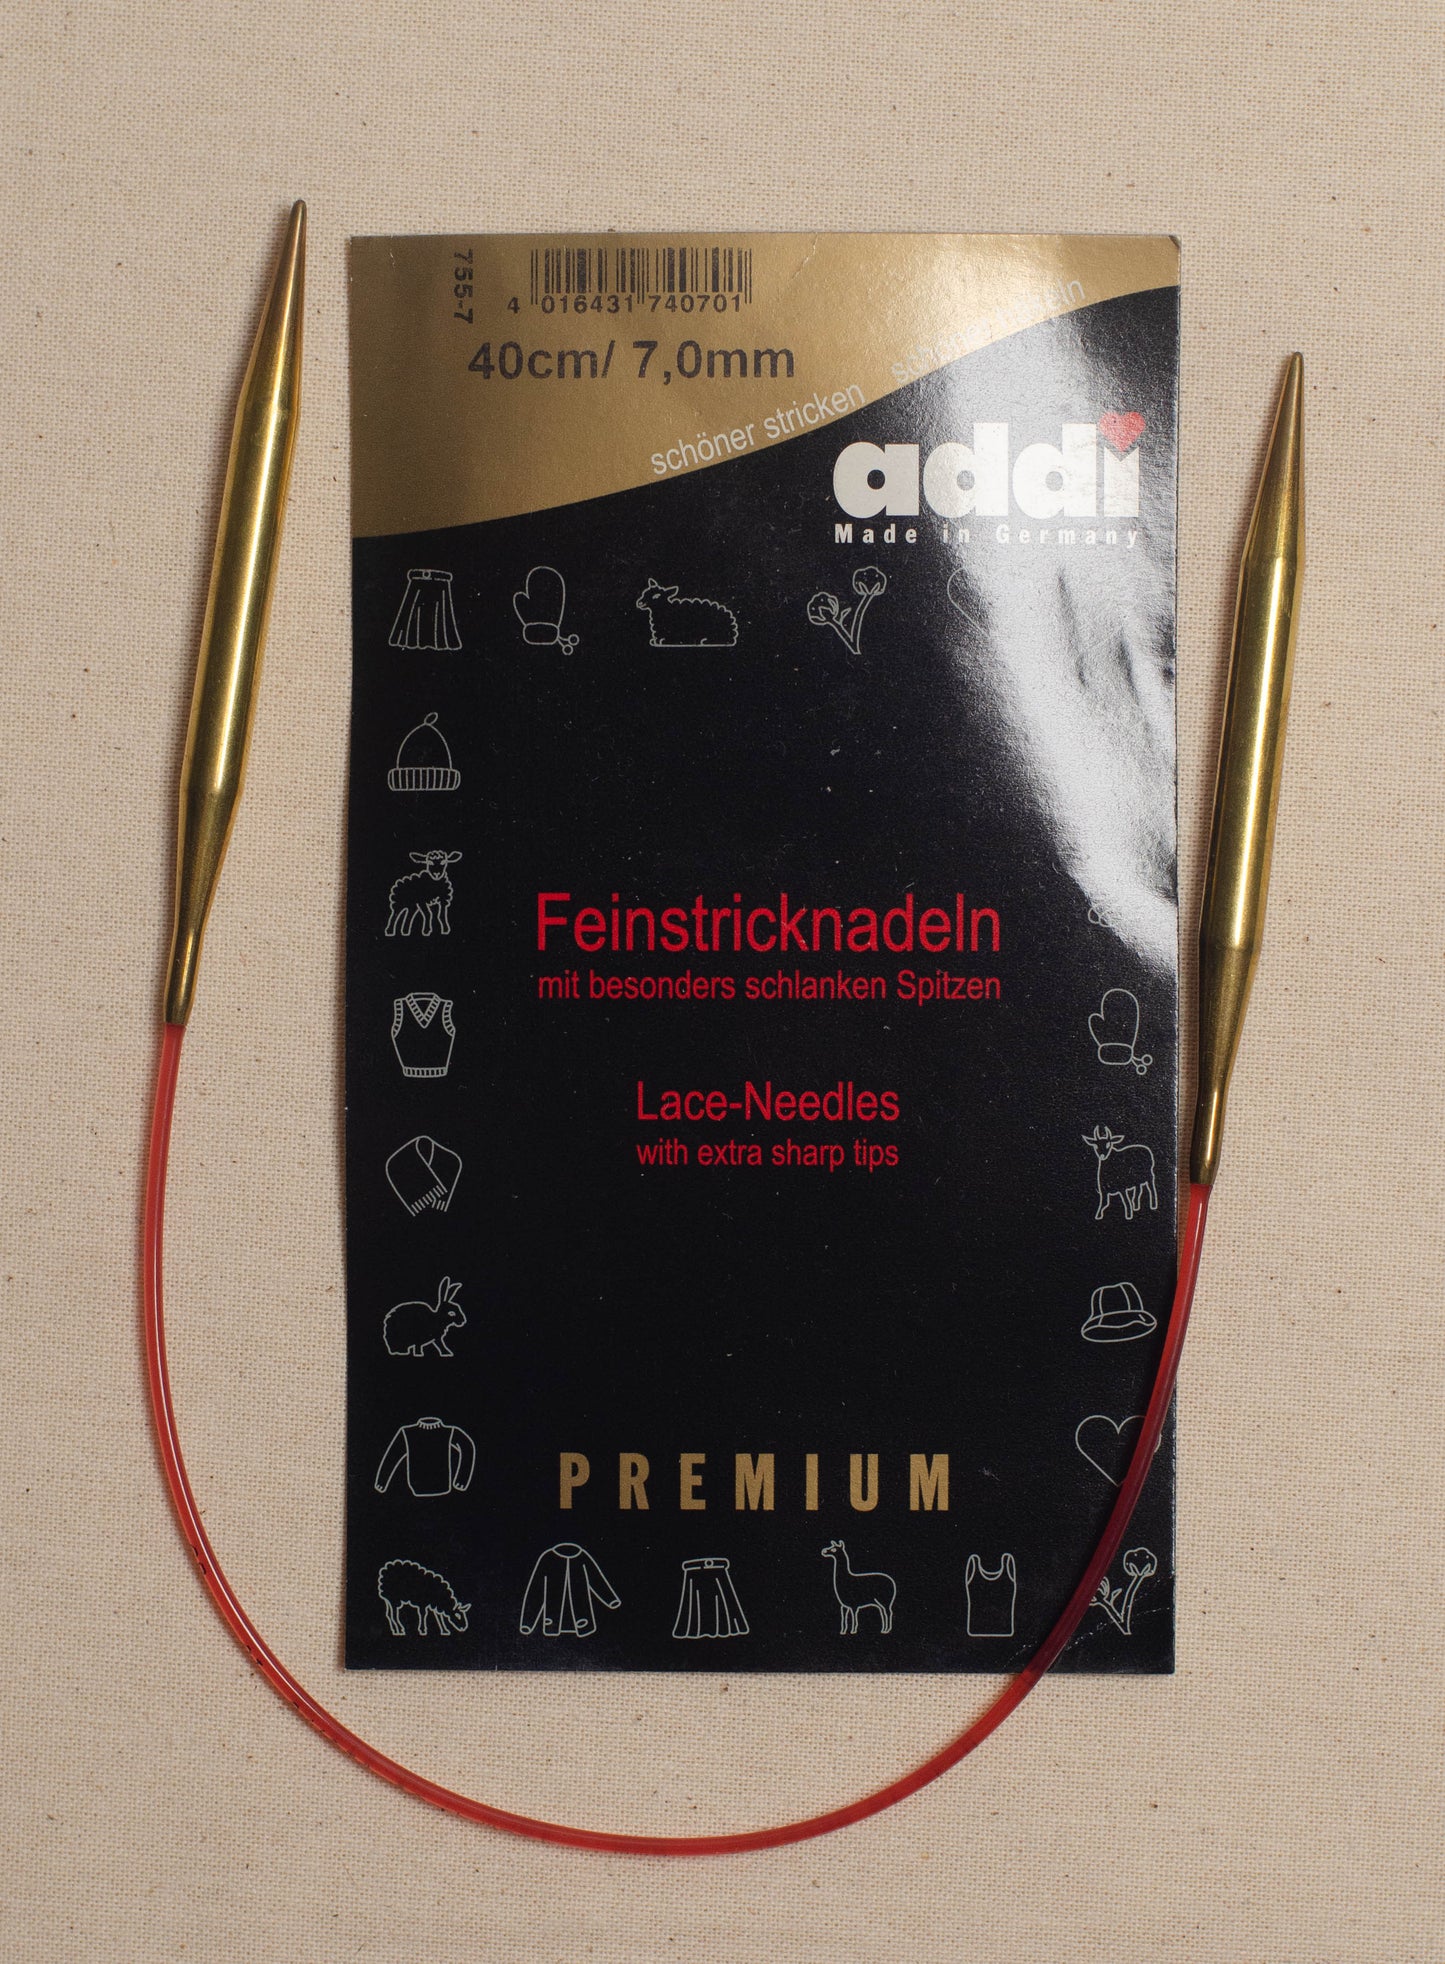 755-7
4 016431 740701
40cm/ 7,0mm
schöner stricken
addi
Made in Germany
Feinstricknadeln
mit besonders schlanken Spitzen
Lace-Needles
with extra sharp tips
PREMIUM